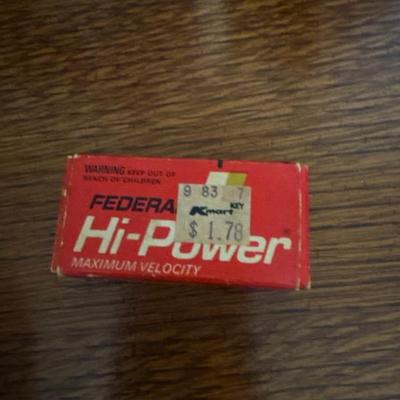 WARNING KEEP OUT OF
REACH OF CHILDREN
9 83 7
KEY
FEDERA
Kmart
$ 1.78
Hi-Power
MAXIMUM VELOCITY